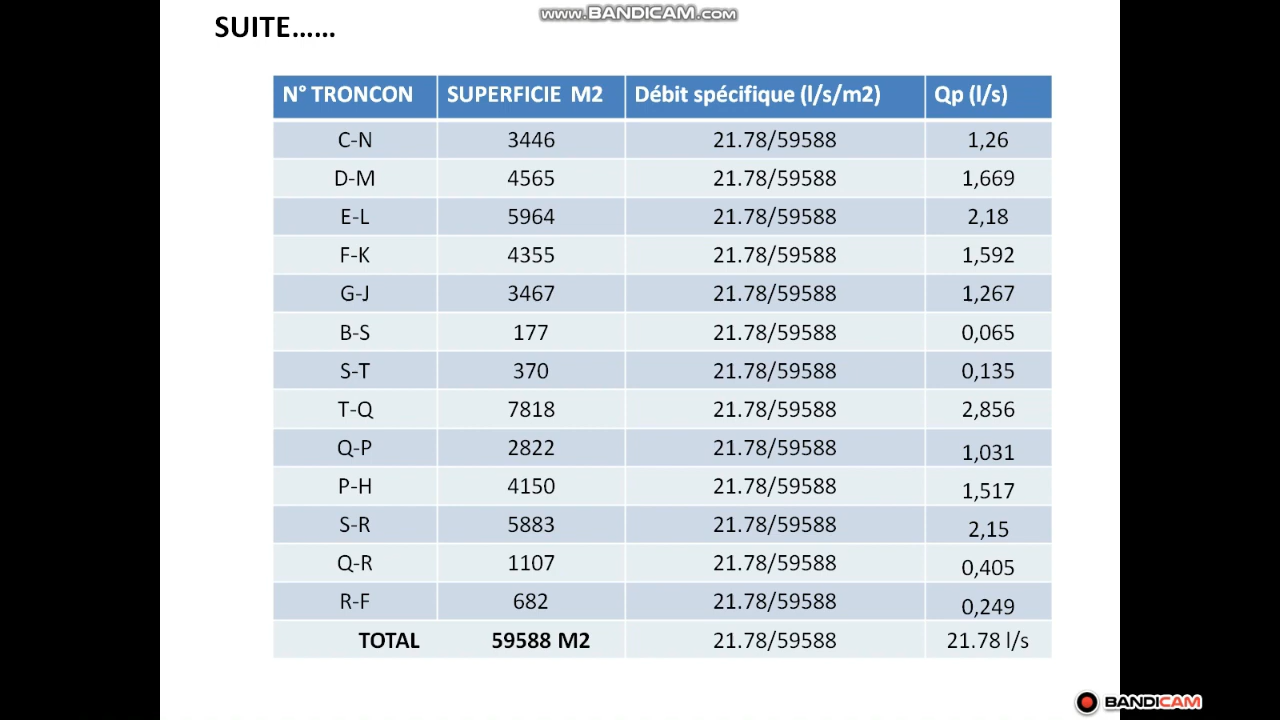 www.BANDICAM.com
SUITE......
N° TRONCON SUPERFICIE M2 Débit spécifique (l/s/m2) Qp (l/s)
C-N 3446 21.78/59588 1,26
D-M 4565 21.78/59588 1,669
E-L 5964 21.78/59588 2,18
F-K 4355 21.78/59588 1,592
G-J 3467 21.78/59588 1,267
B-S 177 21.78/59588 0,065
S-T 370 21.78/59588 0,135
T-Q 7818 21.78/59588 2,856
Q-P 2822 21.78/59588 1,031
P-H 4150 21.78/59588 1,517
S-R 5883 21.78/59588 2,15
Q-R 1107 21.78/59588 0,405
R-F 682 21.78/59588 0,249
TOTAL 59588 M2 21.78/59588 21.78 l/s
BANDICAM